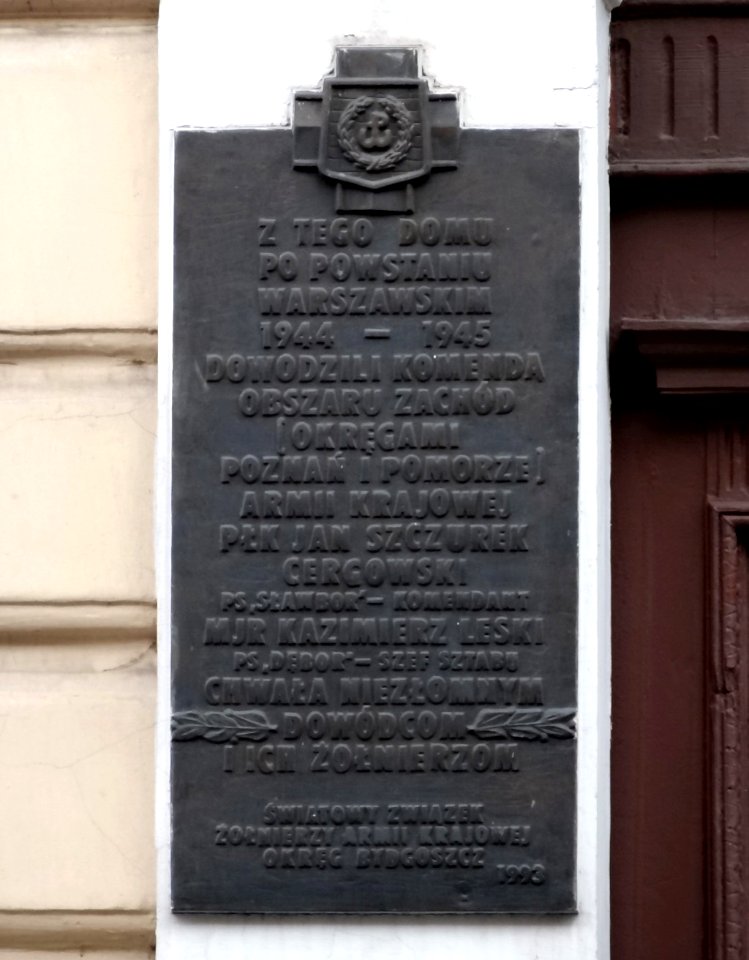 Z TEGO DOMU
PO POWSTANIU
WARSZAWSKIM
1944 – 1945
DOWODZILI KOMENDĄ
OBSZARU ZACHÓD
[OKRĘGAMI
POZNAŃ I POMORZE]
ARMII KRAJOWEJ
PŁK JAN SZCZUREK
CERGOWSKI
PS. „SŁAWBOR” – KOMENDANT
MJR KAZIMIERZ LESKI
PS. „DĘBOR” – SZEF SZTABU
CHWAŁA NIEZŁOMNYM
DOWÓDCOM
I ICH ŻOŁNIERZOM
ŚWIATOWY ZWIĄZEK
ŻOŁNIERZY ARMII KRAJOWEJ
OKRĘG BYDGOSZCZ
1993